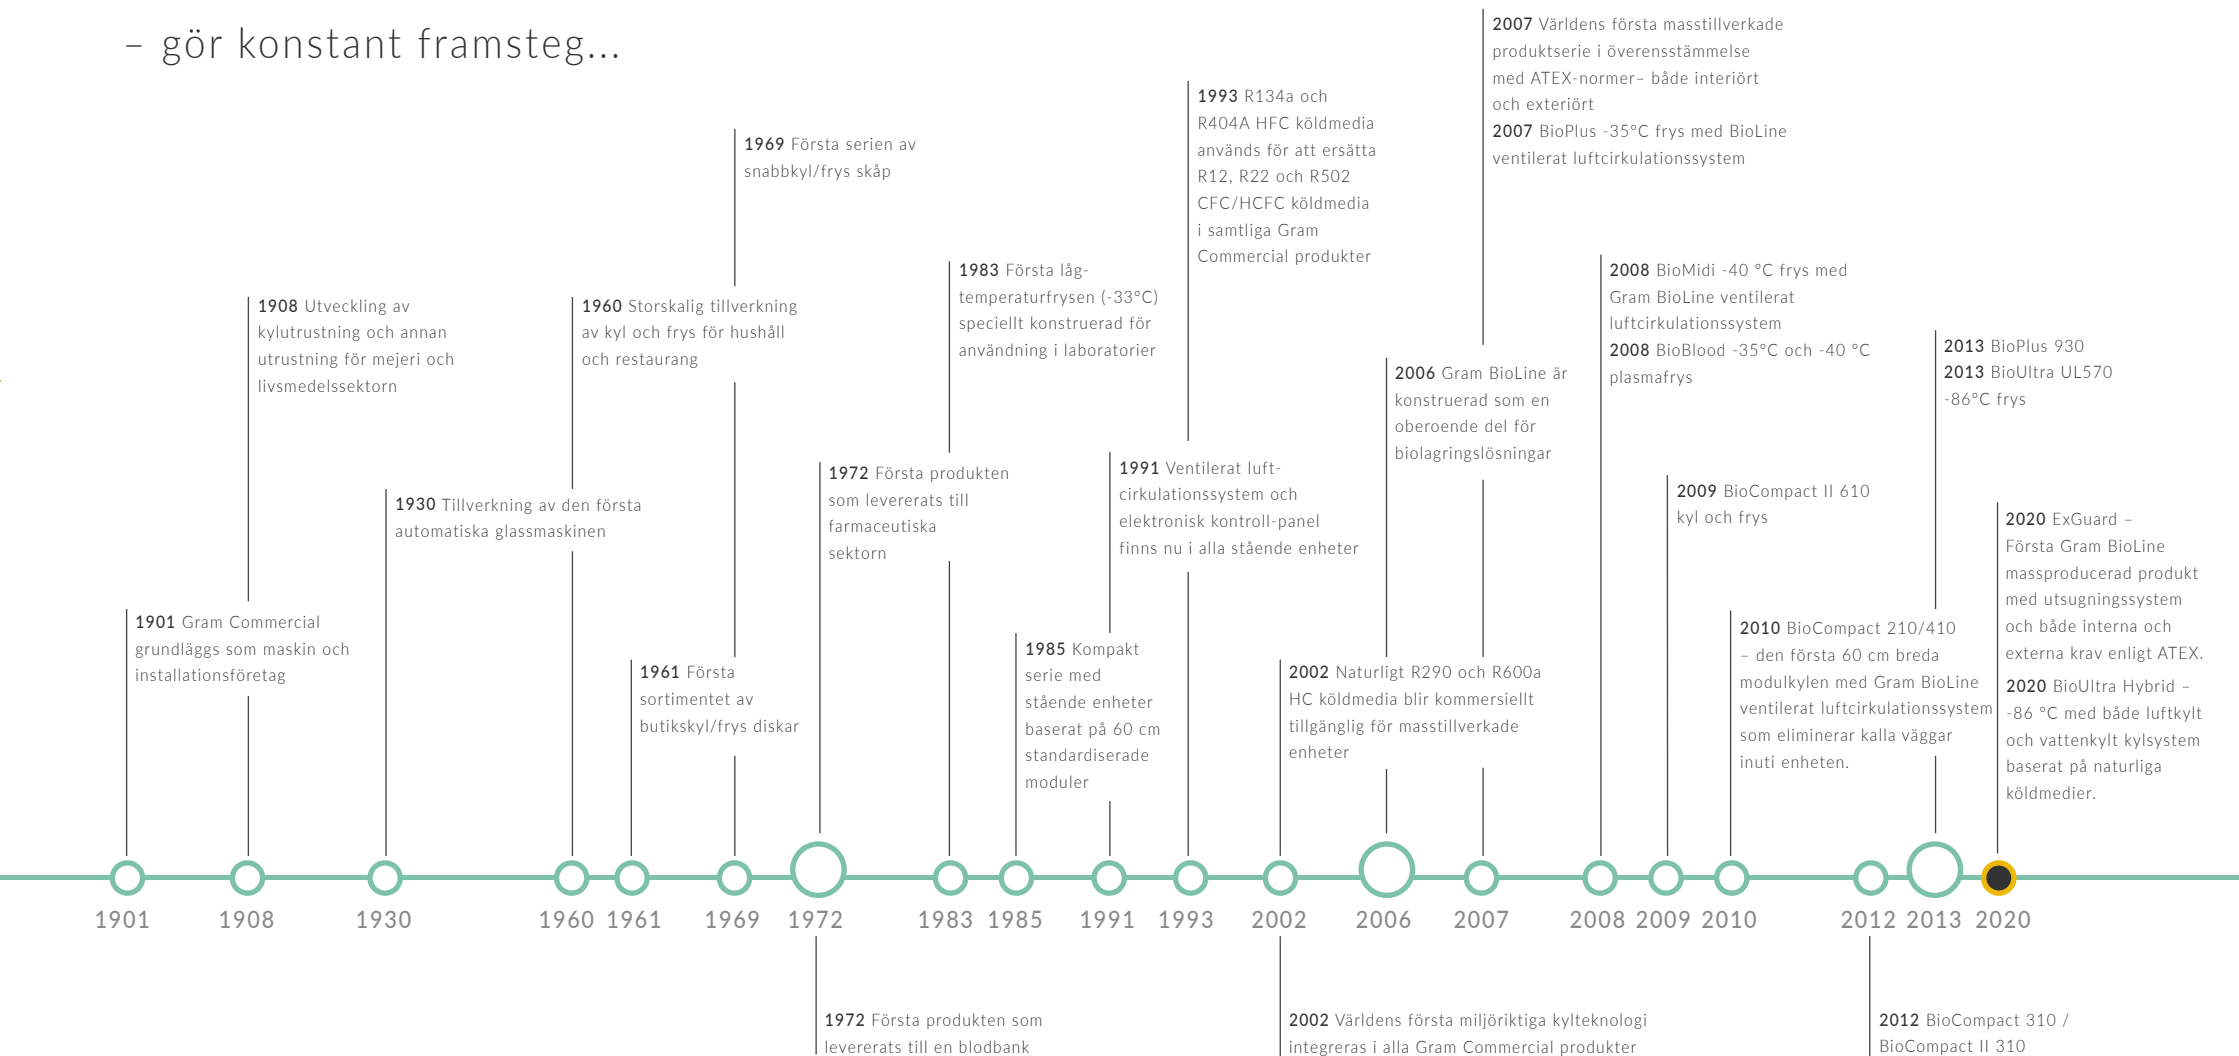 – gör konstant framsteg...
1901 Gram Commercial
grundläggs som maskin och
installationsföretag
1908 Utveckling av
kylutrustning och annan
utrustning för mejeri och
livsmedelssektorn
1930 Tillverkning av den första
automatiska glassmaskinen
1960 Storskalig tillverkning
av kyl och frys för hushåll
och restaurang
1961 Första
sortimentet av
butikskyl/frys diskar
1969 Första serien av
snabbkyl/frys skåp
1972 Första produkten
som levererats till
farmaceutiska
sektorn
1983 Första låg-
temperaturfrysen (-33°C)
speciellt konstruerad för
användning i laboratorier
1985 Kompakt
serie med
stående enheter
baserat på 60 cm
standardiserade
moduler
1991 Ventilerat luft-
cirkulationssystem och
elektronisk kontroll-panel
finns nu i alla stående enheter
1993 R134a och
R404A HFC köldmedia
används för att ersätta
R12, R22 och R502
CFC/HCFC köldmedia
i samtliga Gram
Commercial produkter
2002 Naturligt R290 och R600a
HC köldmedia blir kommersiellt
tillgänglig för masstillverkade
enheter
2006 Gram BioLine är
konstruerad som en
oberoende del för
biolagringslösningar
2007 Världens första masstillverkade
produktserie i överensstämmelse
med ATEX-normer– både interiört
och exteriört
2007 BioPlus -35°C frys med BioLine
ventilerat luftcirkulationssystem
2008 BioMidi -40 °C frys med
Gram BioLine ventilerat
luftcirkulationssystem
2008 BioBlood -35°C och -40 °C
plasmafrys
2009 BioCompact II 610
kyl och frys
2010 BioCompact 210/410
– den första 60 cm breda
modulkylen med Gram BioLine
ventilerat luftcirkulationssystem
som eliminerar kalla väggar
inuti enheten.
2013 BioPlus 930
2013 BioUltra UL570
-86°C frys
2020 ExGuard –
Första Gram BioLine
massproducerad produkt
med utsugningssystem
och både interna och
externa krav enligt ATEX.
2020 BioUltra Hybrid –
-86 °C med både luftkylt
och vattenkylt kylsystem
baserat på naturliga
köldmedier.
1901 1908 1930 1960 1961 1969 1972 1983 1985 1991 1993 2002 2006 2007 2008 2009 2010 2012 2013 2020
1972 Första produkten som
levererats till en blodbank
2002 Världens första miljöriktiga kylteknologi
integreras i alla Gram Commercial produkter
2012 BioCompact 310 /
BioCompact II 310